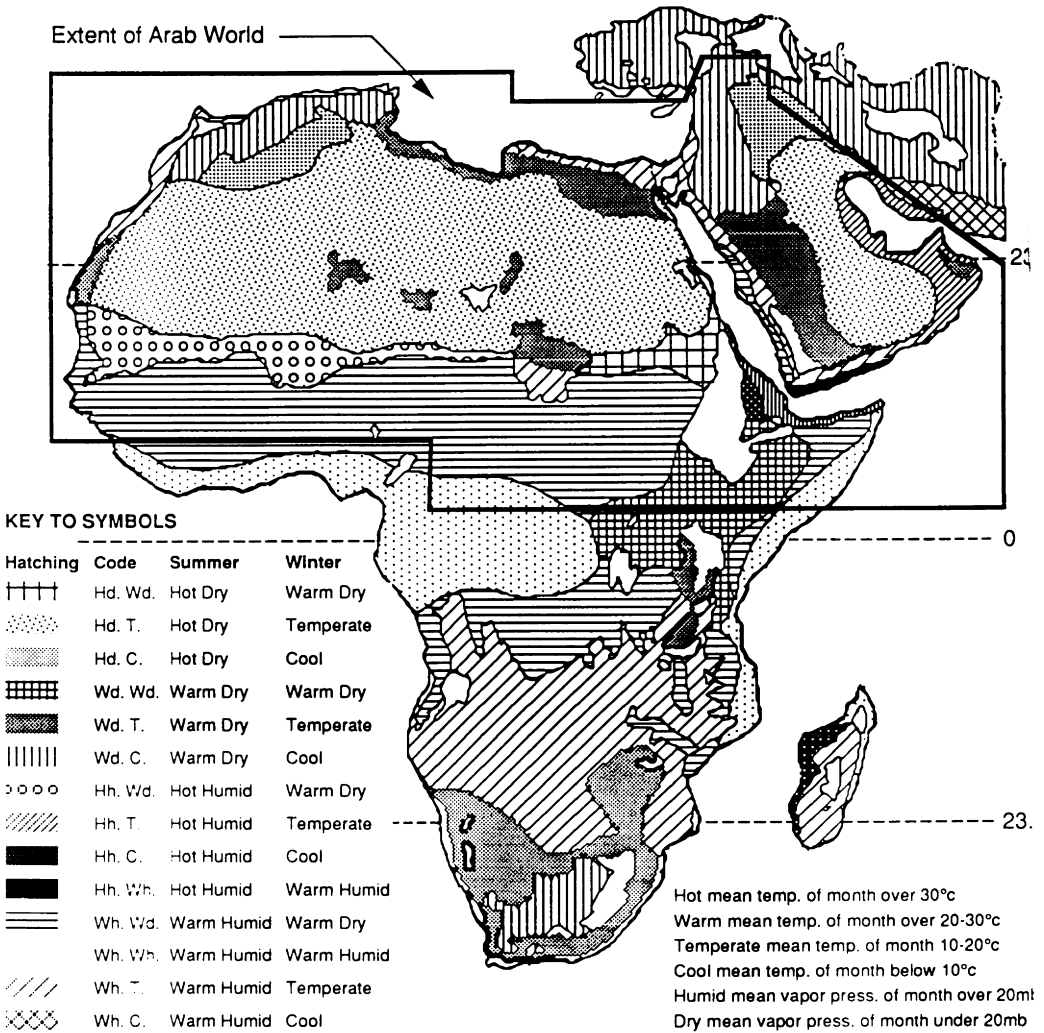 Extent of Arab World
0
23.
KEY TO SYMBOLS
Hatching Code Summer Winter
Hd. Wd. Hot Dry Warm Dry
Hd. T. Hot Dry Temperate
Hd. C. Hot Dry Cool
Wd. Wd. Warm Dry Warm Dry
Wd. T. Warm Dry Temperate
Wd. C. Warm Dry Cool
Hh. Wd. Hot Humid Warm Dry
Hh. T. Hot Humid Temperate
Hh. C. Hot Humid Cool
Hh. Wh. Hot Humid Warm Humid
Wh. Wd. Warm Humid Warm Dry
Wh. Wh. Warm Humid Warm Humid
Wh. T. Warm Humid Temperate
Wh. C. Warm Humid Cool
Hot mean temp. of month over 30°c
Warm mean temp. of month over 20-30°c
Temperate mean temp. of month 10-20°c
Cool mean temp. of month below 10°c
Humid mean vapor press. of month over 20mb
Dry mean vapor press. of month under 20mb